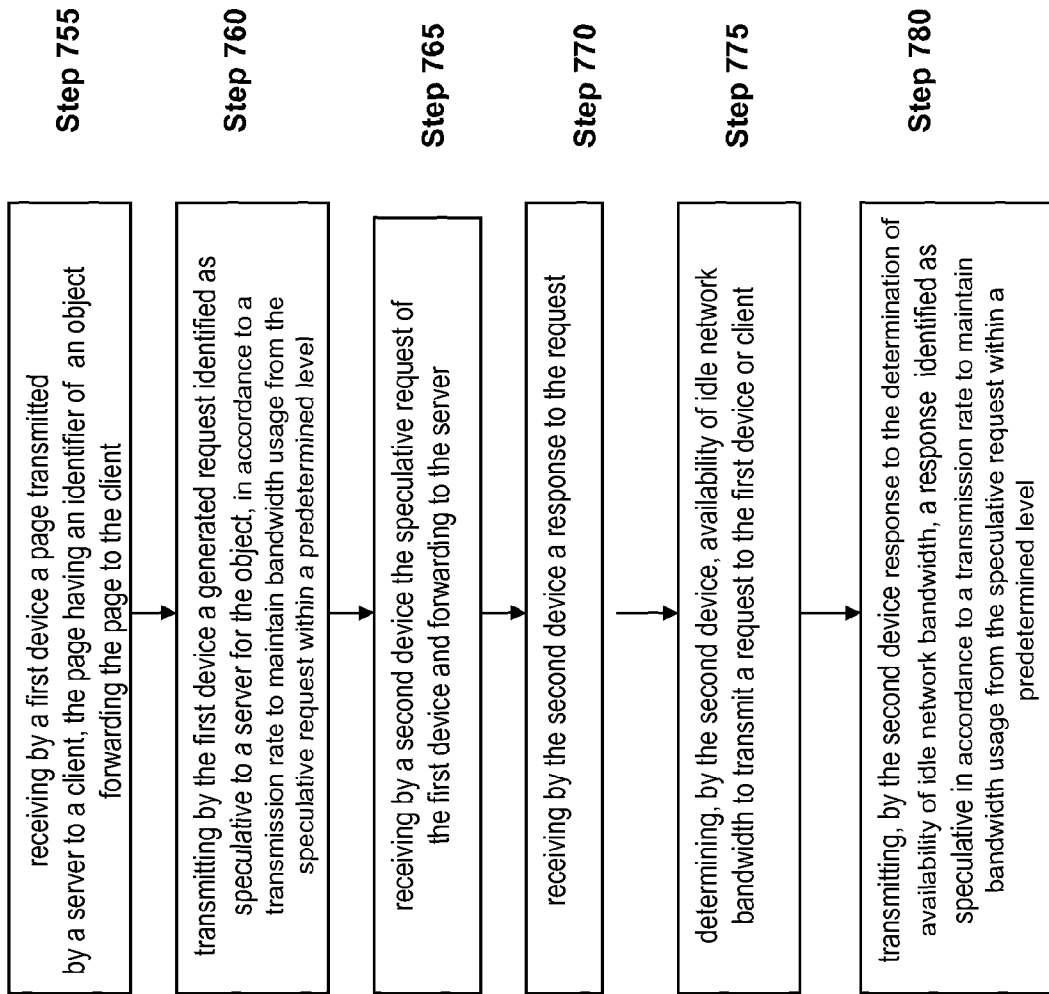 receiving by a first device a page transmitted
by a server to a client, the page having an identifier of an object
forwarding the page to the client
Step 755
transmitting by the first device a generated request identified as
speculative to a server for the object, in accordance to a
transmission rate to maintain bandwidth usage from the
speculative request within a predetermined level
Step 760
receiving by a second device the speculative request of
the first device and forwarding to the server
Step 765
receiving by the second device a response to the request
Step 770
determining, by the second device, availability of idle network
bandwidth to transmit a request to the first device or client
Step 775
transmitting, by the second device response to the determination of
availability of idle network bandwidth, a response identified as
speculative in accordance to a transmission rate to maintain
bandwidth usage from the speculative request within a
predetermined level
Step 780